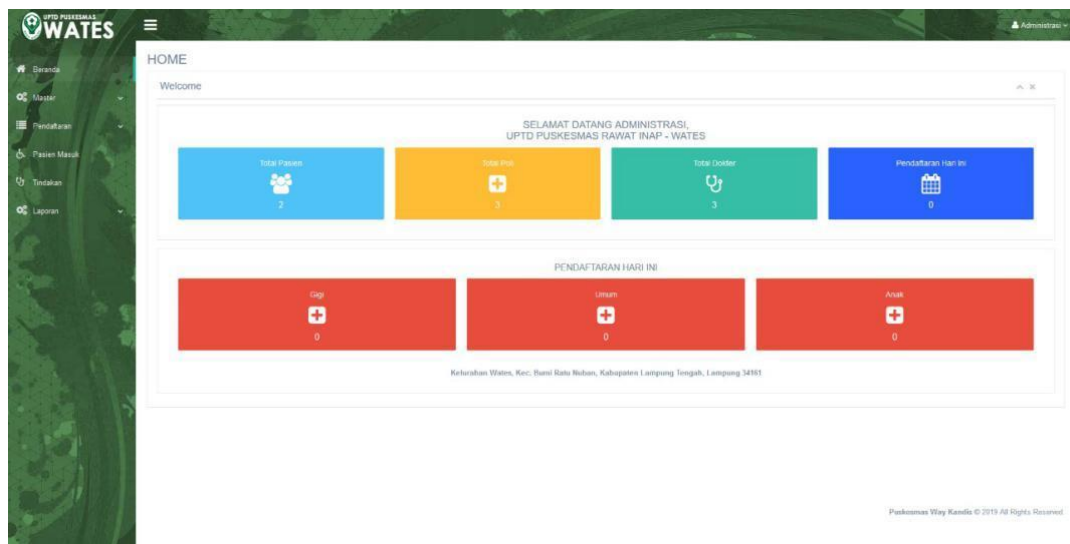 UPTD PUSKESMAS
WATES
Administrasi
Beranda
Master
Pendaftaran
Pasien Masuk
Tindakan
Laporan
HOME
Welcome
SELAMAT DATANG ADMINISTRASI,
UPTD PUSKESMAS RAWAT INAP - WATES
Total Pasien
2
Total Poli
3
Total Dokter
3
Pendaftaran Hari Ini
0
PENDAFTARAN HARI INI
Gigi
0
Umum
0
Anak
0
Kelurahan Wates, Kec. Bumi Ratu Nuban, Kabupaten Lampung Tengah, Lampung 34161
Puskesmas Way Kandis © 2019 All Rights Reserved